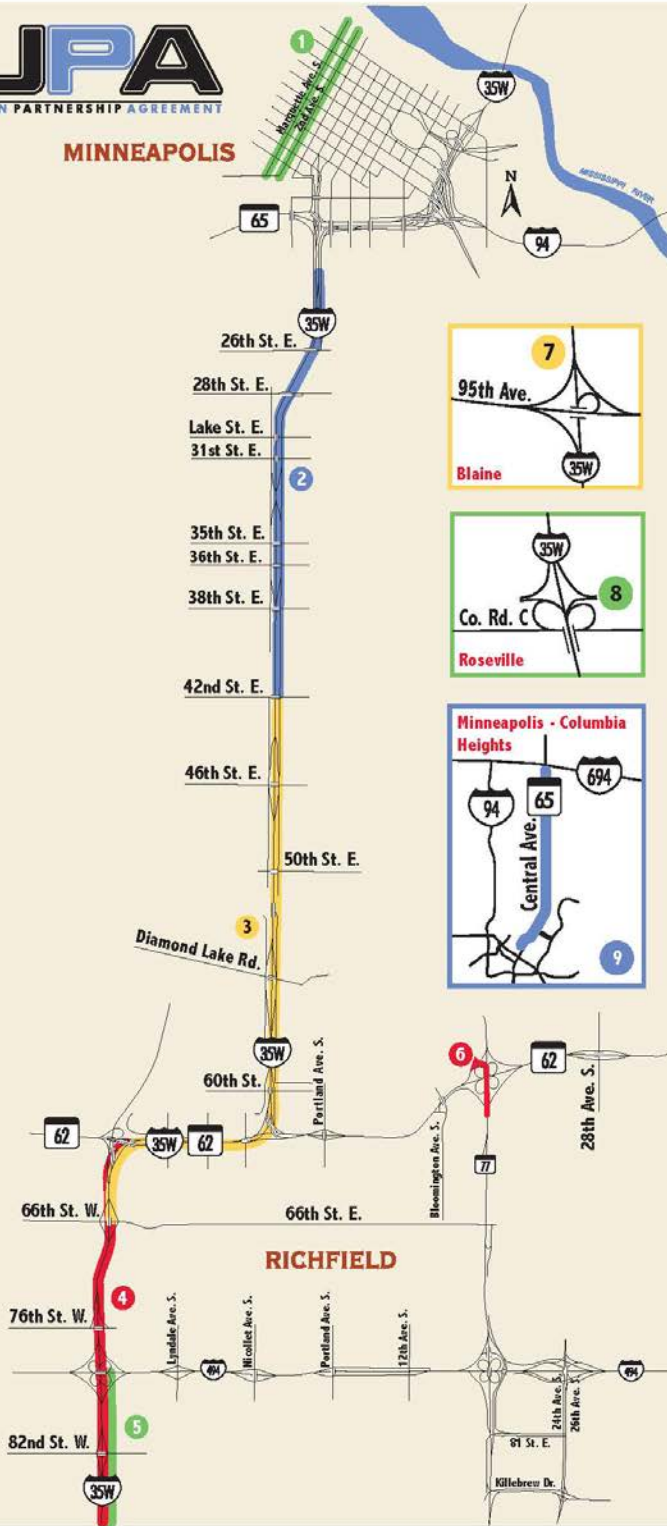 UPA
N PARTNERSHIP AGREEMENT
MINNEAPOLIS
1
Marquette Ave. S
2nd Ave. S
35W
MISSISSIPPI RIVER
N
65
94
35W
26th St. E.
28th St. E.
Lake St. E.
31st St. E.
2
35th St. E.
36th St. E.
38th St. E.
42nd St. E.
46th St. E.
50th St. E.
3
Diamond Lake Rd.
35W
60th St.
Portland Ave. S.
7
95th Ave.
35W
Blaine
35W
8
Co. Rd. C
Roseville
Minneapolis - Columbia
Heights
694
94
65
Central Ave.
9
6
62
28th Ave. S.
Bloomington Ave. S.
77
62
35W
62
66th St. W.
66th St. E.
RICHFIELD
4
76th St. W.
Lyndale Ave. S.
Nicollet Ave. S.
Portland Ave. S.
12th Ave. S.
494
494
24th Ave. S.
26th Ave. S.
5
82nd St. W.
81 St. E.
Killebrew Dr.
35W